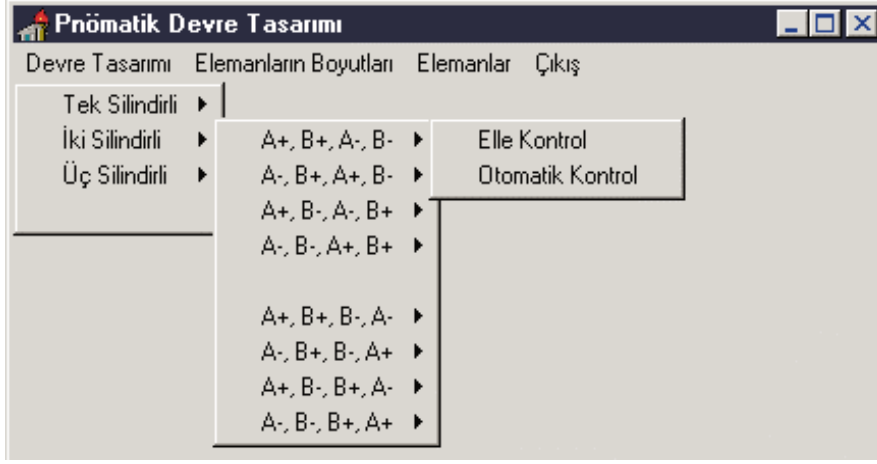 Pnömatik Devre Tasarımı
Devre Tasarımı Elemanların Boyutları Elemanlar Çıkış
Tek Silindirli
İki Silindirli
Üç Silindirli
A+, B+, A-, B-
A-, B+, A+, B-
A+, B-, A-, B+
A-, B-, A+, B+
A+, B+, B-, A-
A-, B+, B-, A+
A+, B-, B+, A-
A-, B-, B+, A+
Elle Kontrol
Otomatik Kontrol